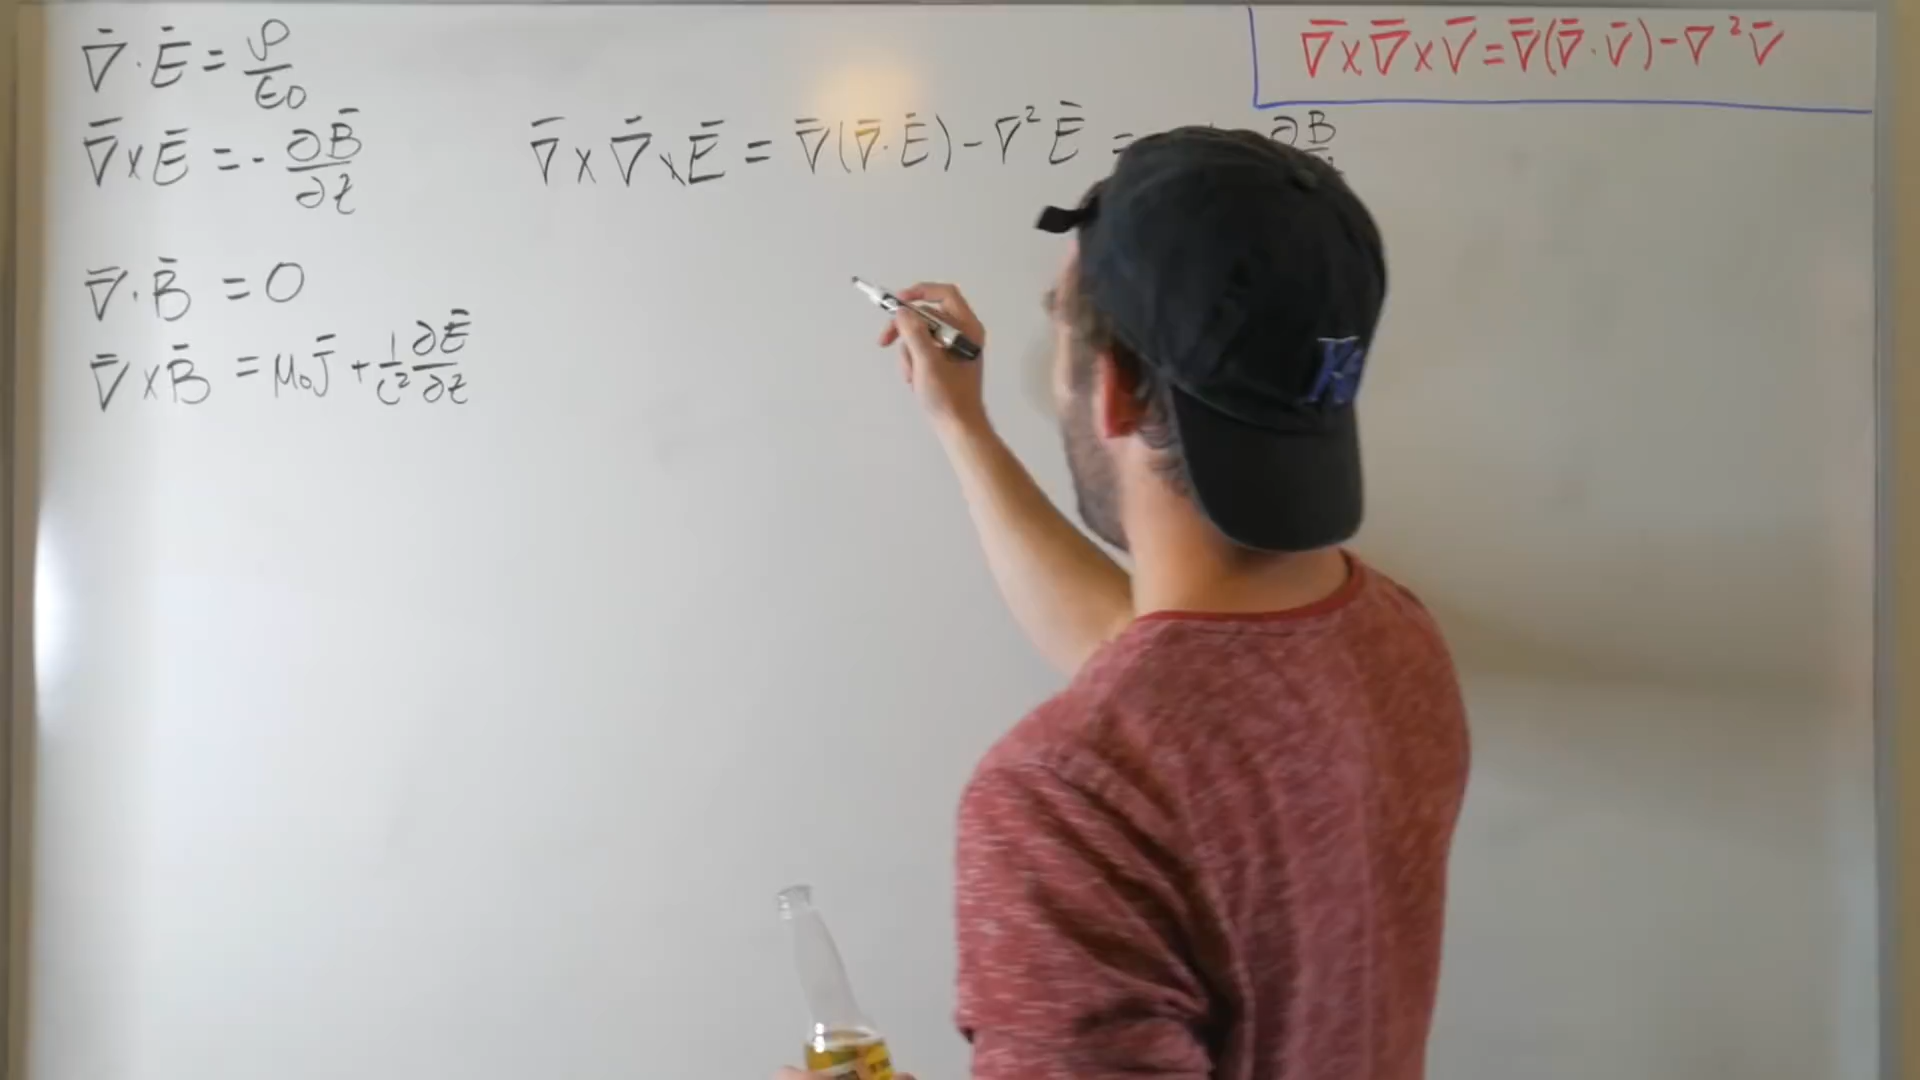 ∇̄·Ē = ρ/ε0
∇̄×Ē = -∂B̄/∂t
∇̄·B̄ = 0
∇̄×B̄ = μ0J̄ + 1/c² ∂Ē/∂t
∇̄×∇̄×V̄ = ∇̄(∇̄·V̄) - ∇²V̄
∇̄×∇̄×Ē = ∇̄(∇̄·Ē) - ∇²Ē = ∂B̄